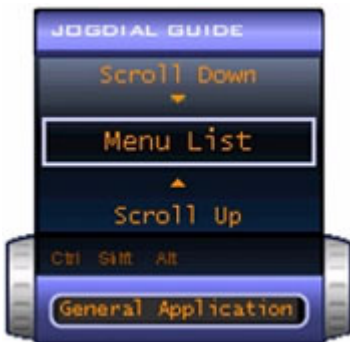 JOGDIAL GUIDE
Scroll Down
Menu List
Scroll Up
Ctrl Shift Alt
General Application